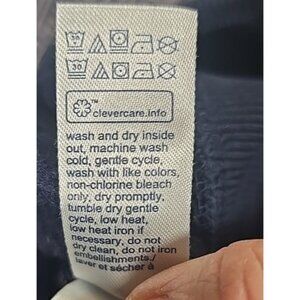 30
clevercare.info
wash and dry inside
out, machine wash
cold, gentle cycle,
wash with like colors,
non-chlorine bleach
only, dry promptly,
tumble dry gentle
cycle, low heat,
low heat iron if
necessary, do not
dry clean, do not iron
embellishments./
laver et sécher à